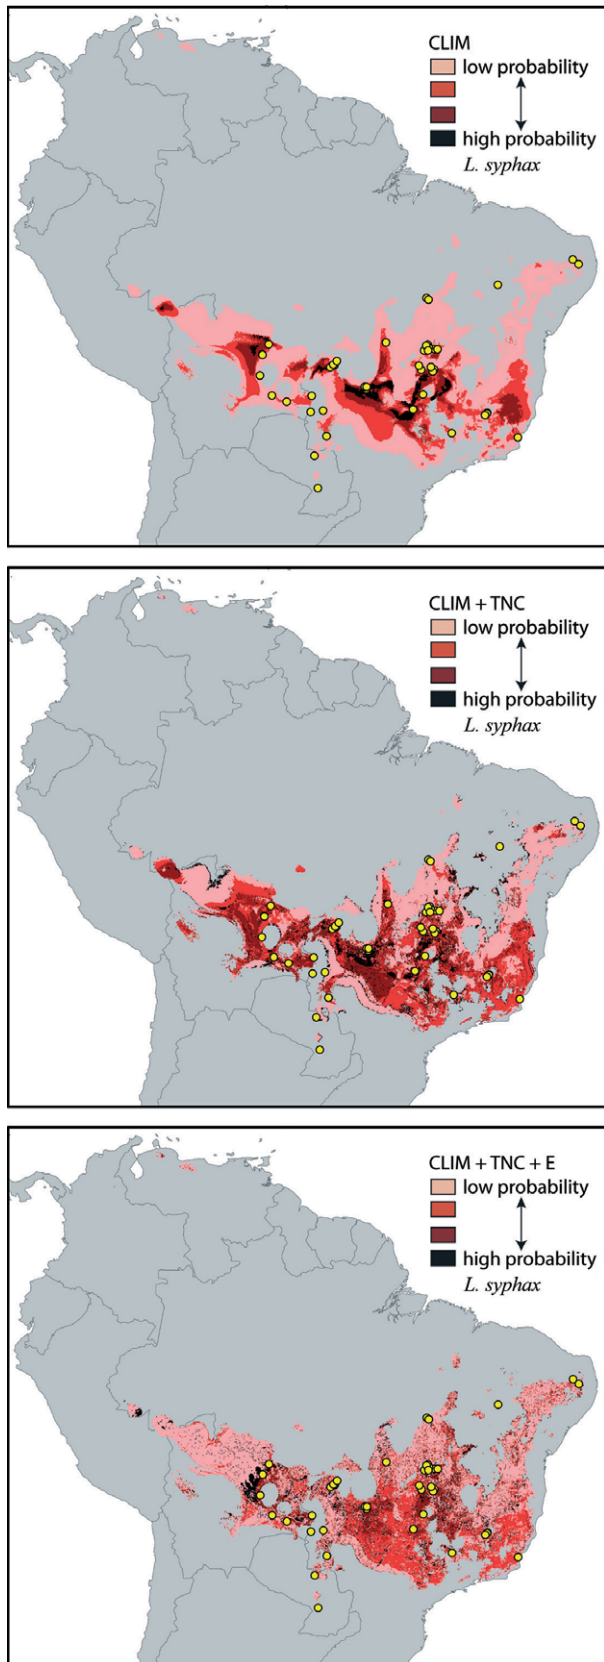 CLIM
low probability
high probability
L. syphax
CLIM + TNC
low probability
high probability
L. syphax
CLIM + TNC + E
low probability
high probability
L. syphax